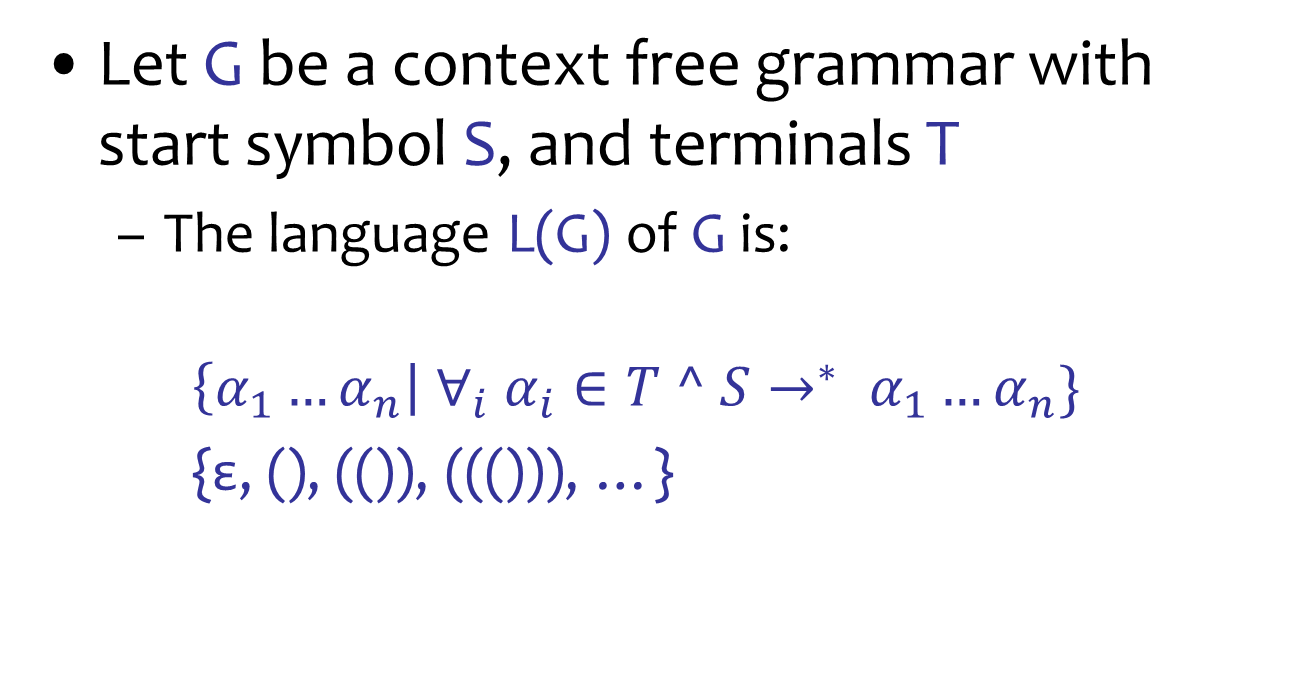 • Let G be a context free grammar with
start symbol S, and terminals T
– The language L(G) of G is:
{α₁ … αₙ| ∀ᵢ αᵢ ∈ T ^ S →* α₁ … αₙ}
{ε, (), (()), ((())), … }